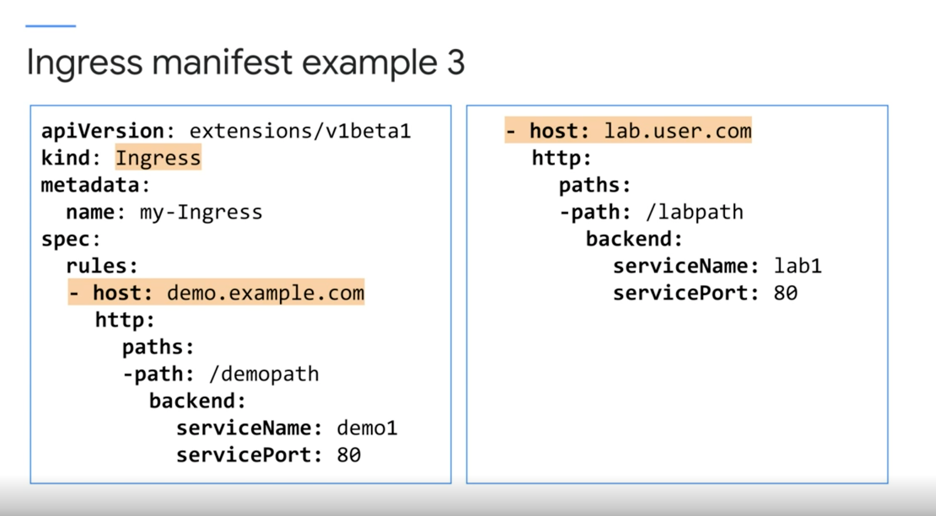 Ingress manifest example 3
apiVersion: extensions/v1beta1
kind: Ingress
metadata:
  name: my-Ingress
spec:
  rules:
  - host: demo.example.com
    http:
      paths:
      -path: /demopath
        backend:
          serviceName: demo1
          servicePort: 80
  - host: lab.user.com
    http:
      paths:
      -path: /labpath
        backend:
          serviceName: lab1
          servicePort: 80